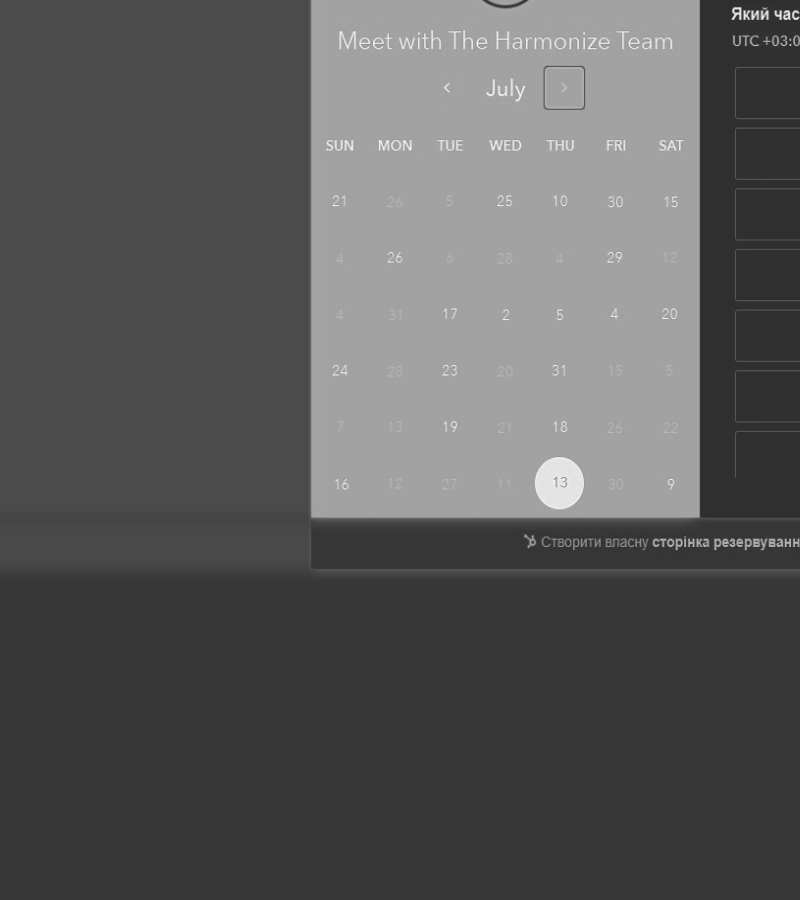 Який час
UTC +03:0
Meet with The Harmonize Team
July
SUN MON TUE WED THU FRI SAT
21 26 5 25 10 30 15
4 26 6 28 4 29 12
4 31 17 2 5 4 20
24 28 23 20 31 15 5
7 13 19 21 18 26 22
16 12 27 11 13 30 9
Створити власну сторінка резервуванн